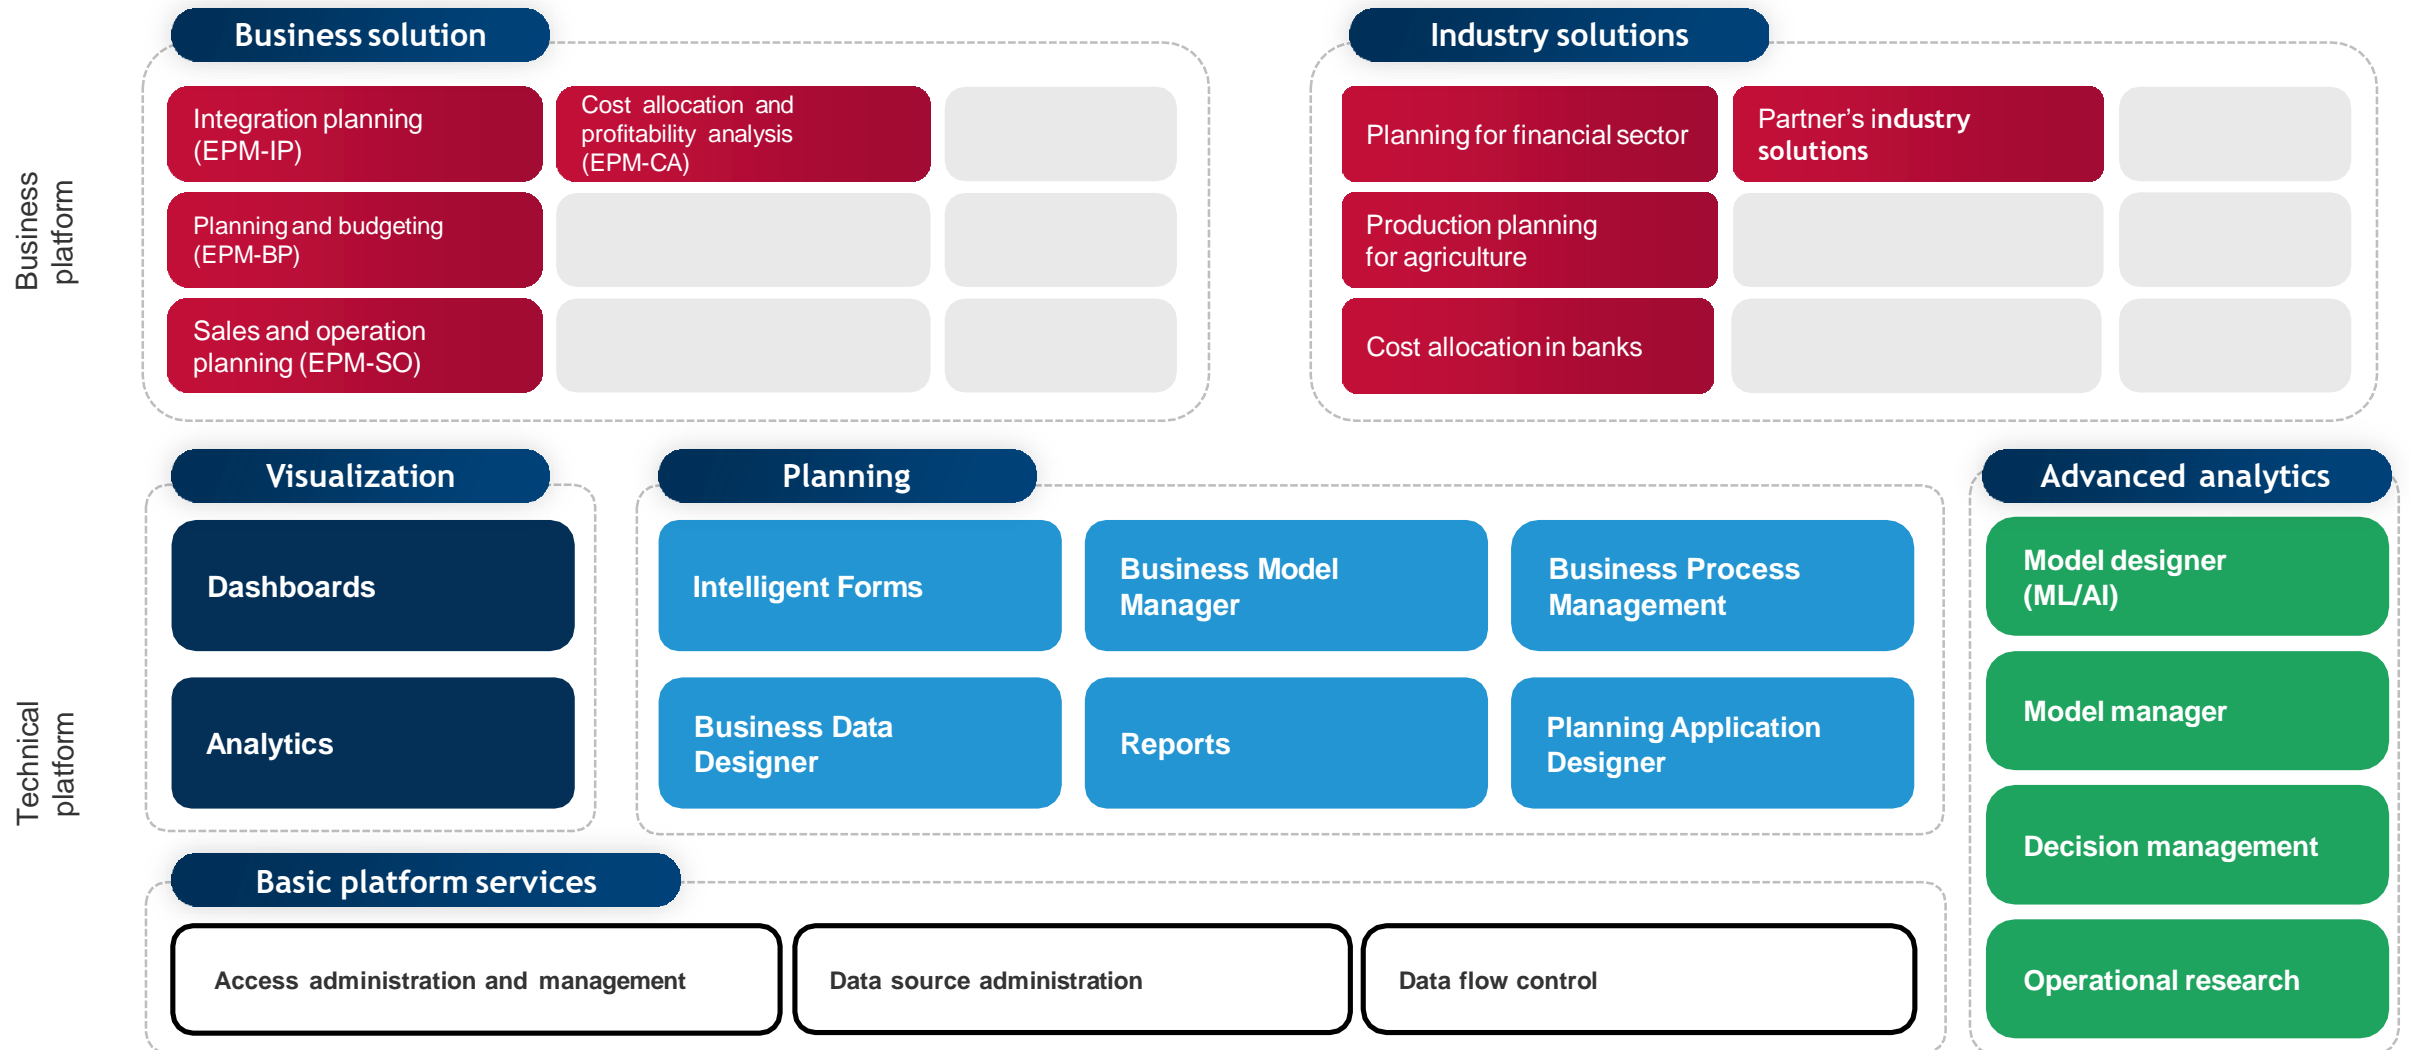 Business solution
Industry solutions
Business
platform
Integration planning
(EPM-IP)
Cost allocation and
profitability analysis
(EPM-CA)
Planning for financial sector
Partner's industry
solutions
Planning and budgeting
(EPM-BP)
Production planning
for agriculture
Sales and operation
planning (EPM-SO)
Cost allocation in banks
Technical
platform
Visualization
Planning
Advanced analytics
Dashboards
Intelligent Forms
Business Model
Manager
Business Process
Management
Model designer
(ML/AI)
Analytics
Business Data
Designer
Reports
Planning Application
Designer
Model manager
Decision management
Basic platform services
Access administration and management
Data source administration
Data flow control
Operational research